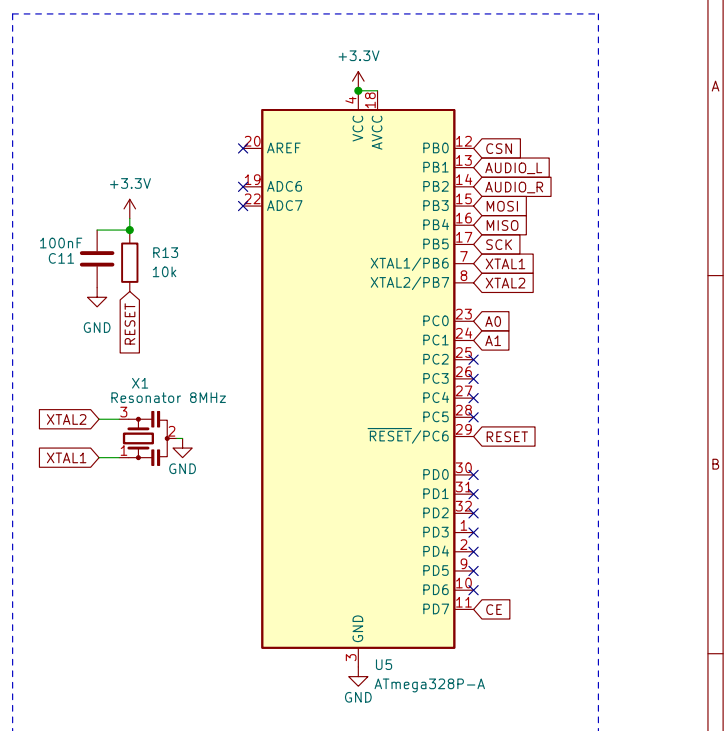 +3.3V
A
4
18
VCC
AVCC
20
AREF
PB0
12
CSN
PB1
13
AUDIO_L
19
ADC6
PB2
14
AUDIO_R
22
ADC7
PB3
15
MOSI
PB4
16
MISO
PB5
17
SCK
XTAL1/PB6
7
XTAL1
XTAL2/PB7
8
XTAL2
+3.3V
100nF
C11
R13
10k
GND
RESET
PC0
23
A0
PC1
24
A1
PC2
25
PC3
26
PC4
27
PC5
28
RESET/PC6
29
RESET
X1
Resonator 8MHz
XTAL2
3
2
XTAL1
1
GND
B
PD0
30
PD1
31
PD2
32
PD3
1
PD4
2
PD5
9
PD6
10
PD7
11
CE
GND
3
U5
ATmega328P-A
GND